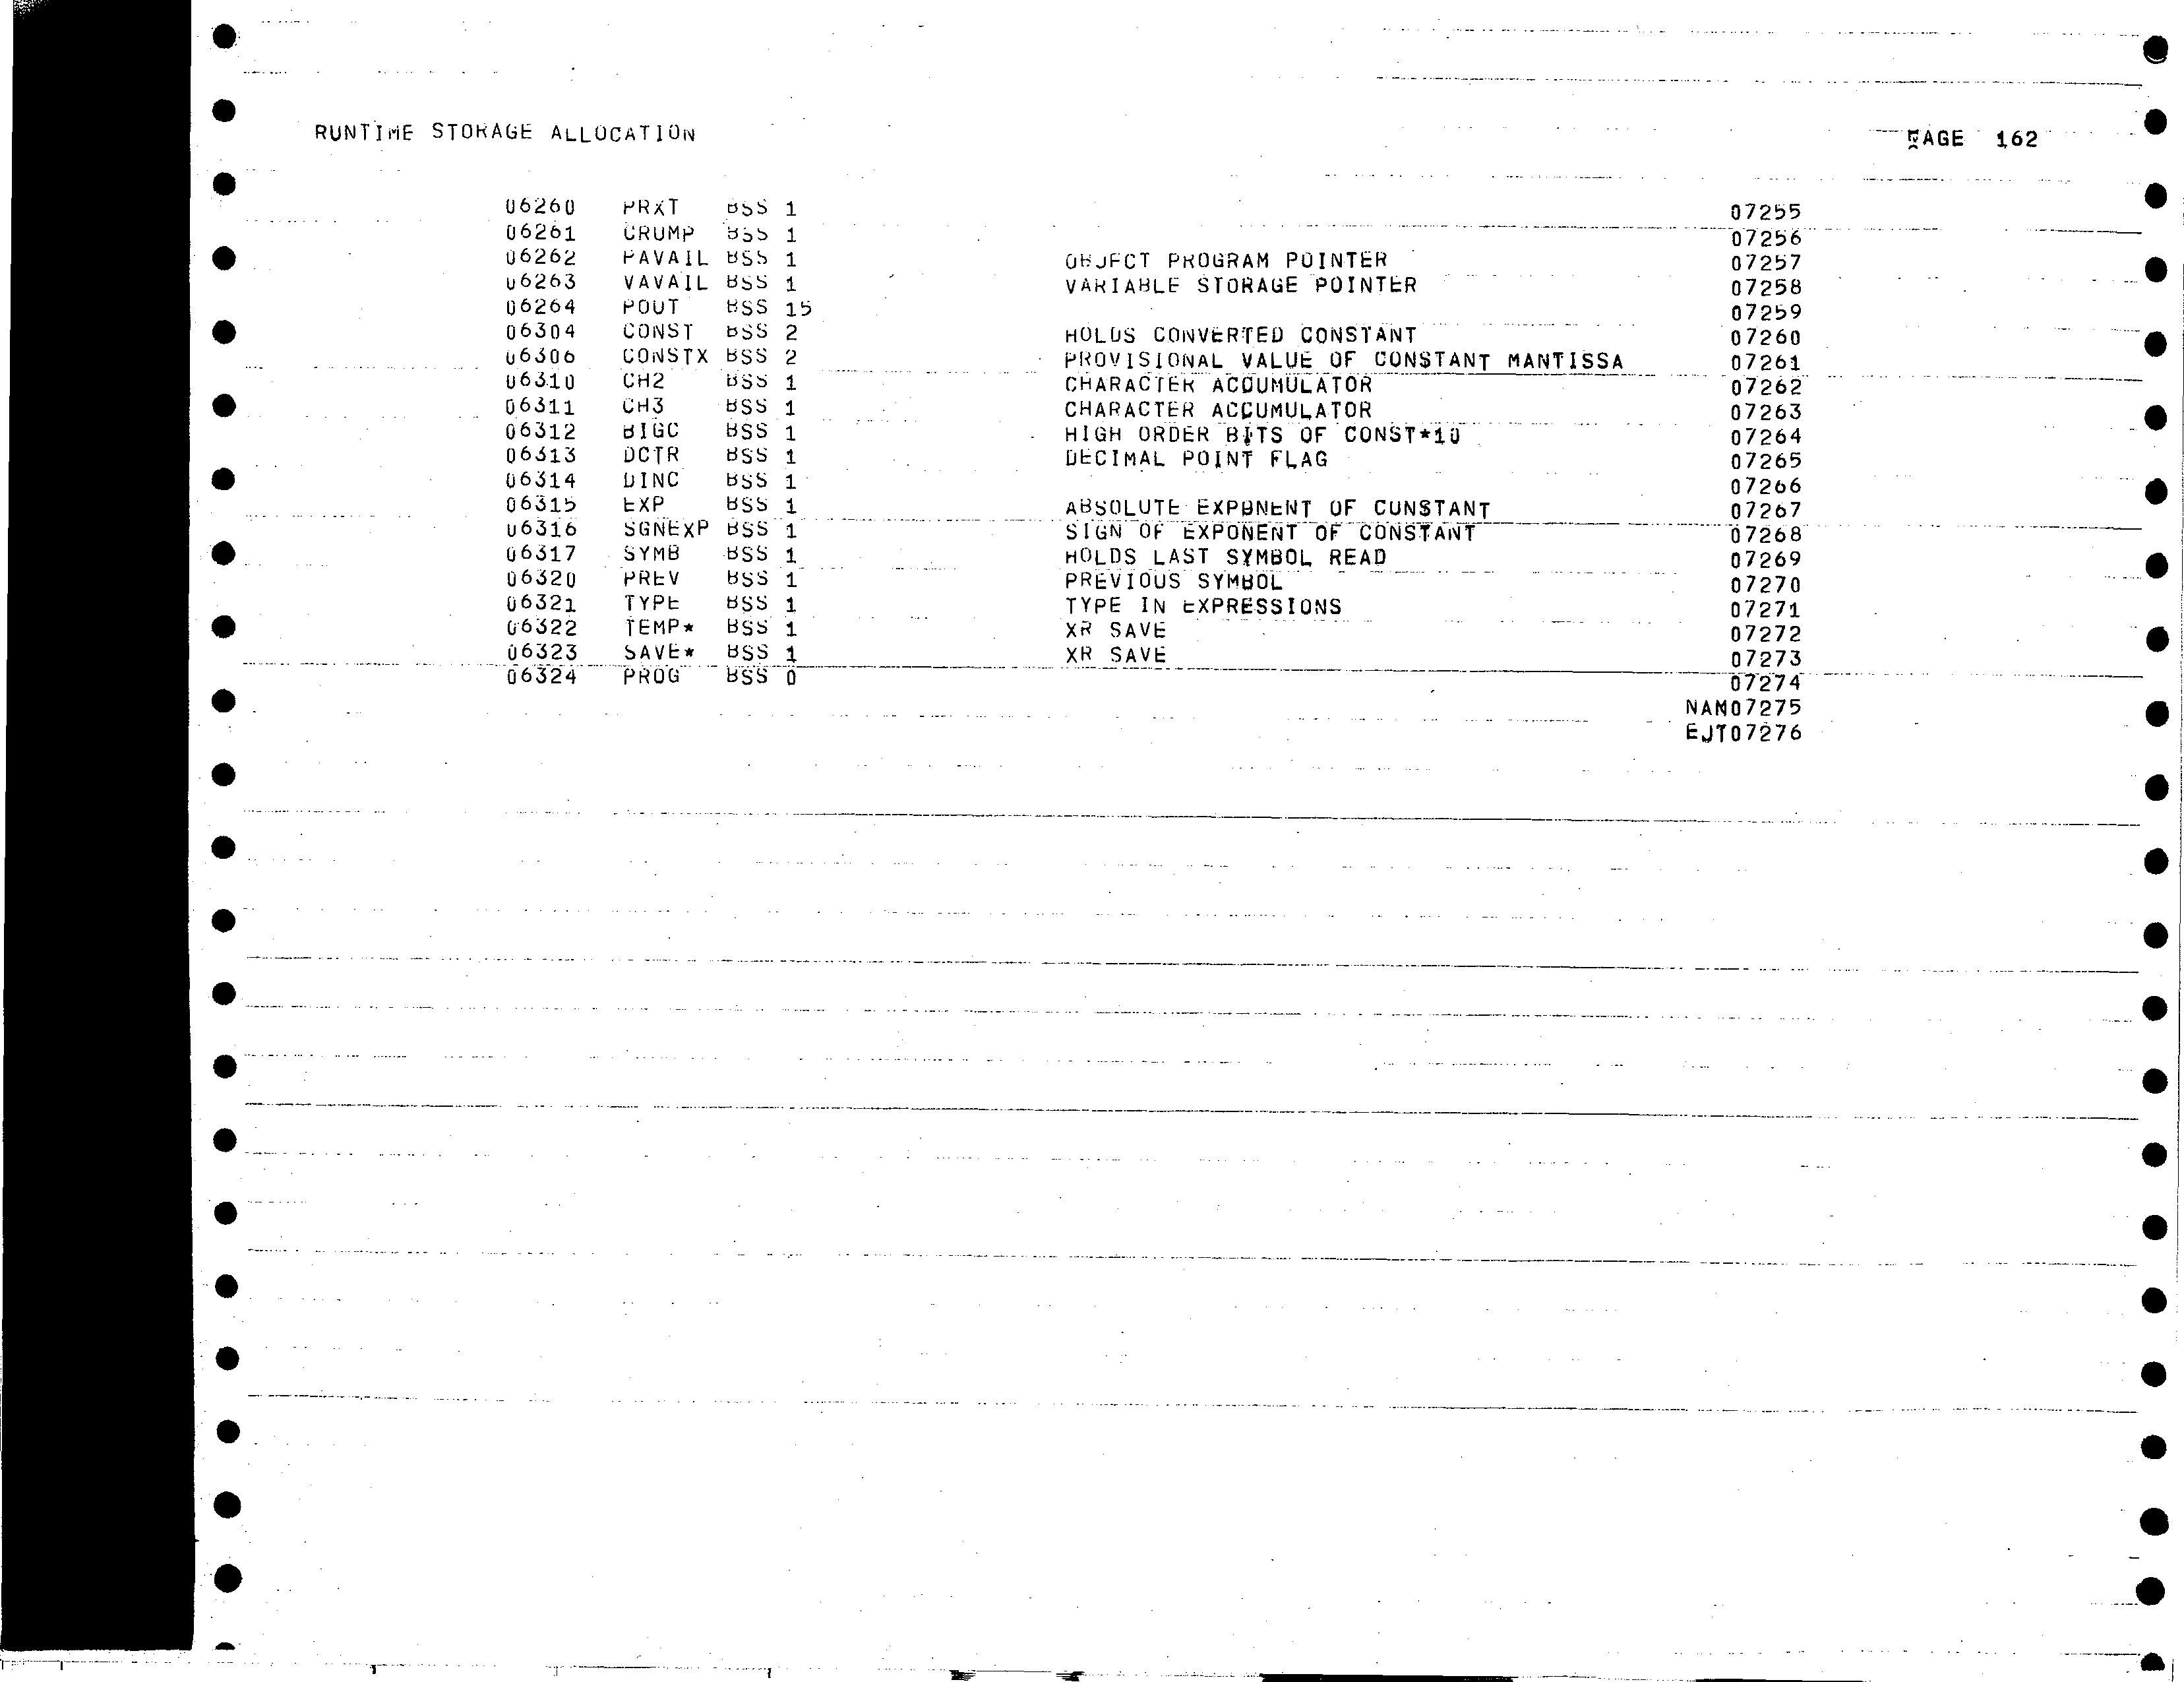 RUNTIME STORAGE ALLOCATION PAGE 162
06260 PRXT BSS 1 07255
06261 CRUMP BSS 1 07256
06262 PAVAIL BSS 1 OBJECT PROGRAM POINTER 07257
06263 VAVAIL BSS 1 VARIABLE STORAGE POINTER 07258
06264 POUT BSS 15 07259
06304 CONST BSS 2 HOLDS CONVERTED CONSTANT 07260
06306 CONSTX BSS 2 PROVISIONAL VALUE OF CONSTANT MANTISSA 07261
06310 CH2 BSS 1 CHARACTER ACCUMULATOR 07262
06311 CH3 BSS 1 CHARACTER ACCUMULATOR 07263
06312 BIGC BSS 1 HIGH ORDER BITS OF CONST*10 07264
06313 DCTR BSS 1 DECIMAL POINT FLAG 07265
06314 DINC BSS 1 07266
06315 EXP BSS 1 ABSOLUTE EXPONENT OF CONSTANT 07267
06316 SGNEXP BSS 1 SIGN OF EXPONENT OF CONSTANT 07268
06317 SYMB BSS 1 HOLDS LAST SYMBOL READ 07269
06320 PREV BSS 1 PREVIOUS SYMBOL 07270
06321 TYPE BSS 1 TYPE IN EXPRESSIONS 07271
06322 TEMP* BSS 1 XR SAVE 07272
06323 SAVE* BSS 1 XR SAVE 07273
06324 PROG BSS 0 07274
NAM07275
EJT07276